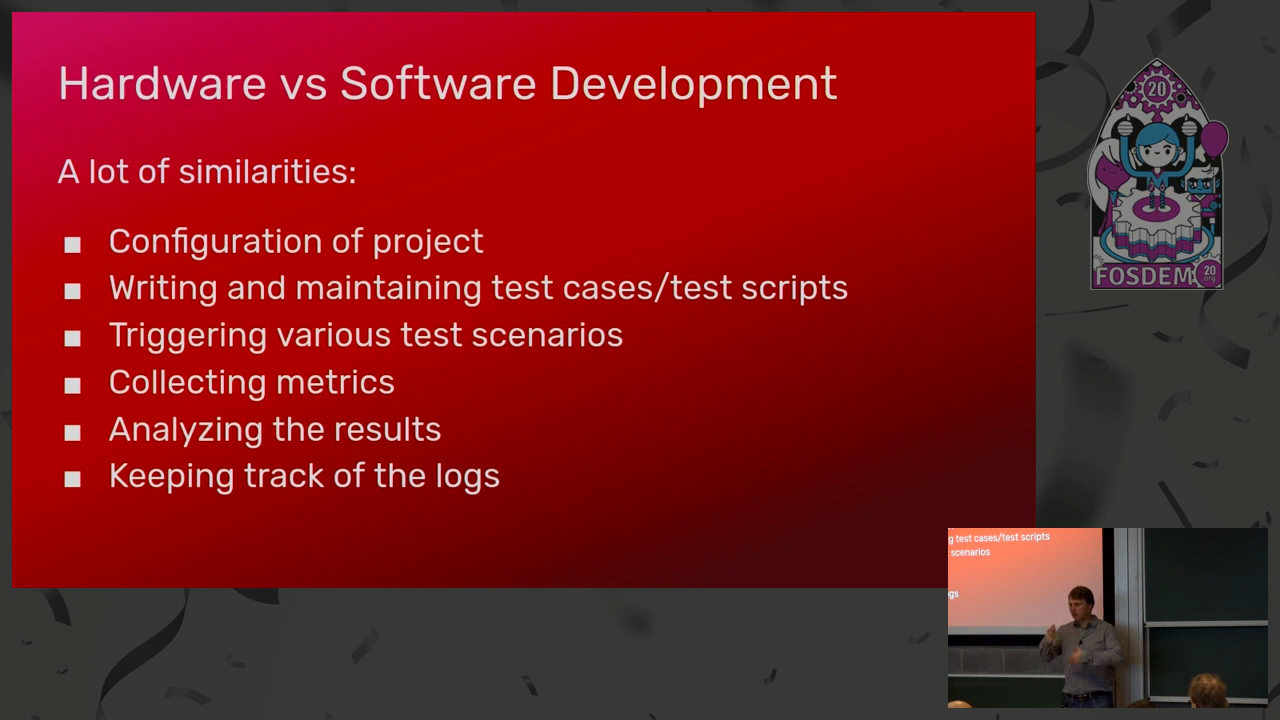 Hardware vs Software Development
A lot of similarities:
Configuration of project
Writing and maintaining test cases/test scripts
Triggering various test scenarios
Collecting metrics
Analyzing the results
Keeping track of the logs
20
FOSDEM
20
.org
g test cases/test scripts
scenarios
gs